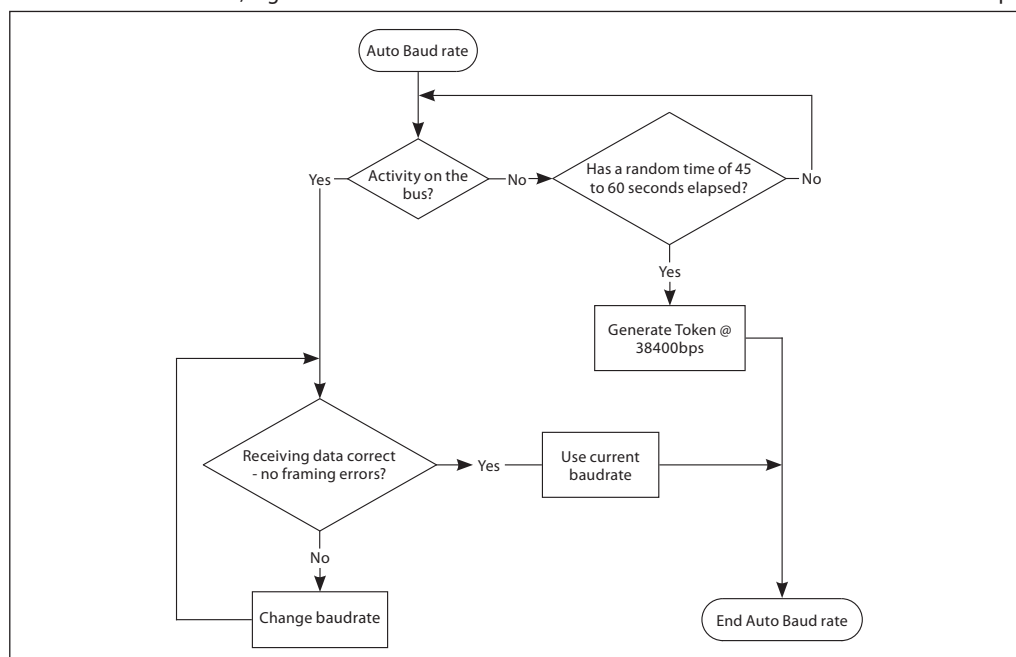 Auto Baud rate
Activity on the
bus?
Yes
No
Has a random time of 45
to 60 seconds elapsed?
No
Yes
Generate Token @
38400bps
Receiving data correct
- no framing errors?
Yes
Use current
baudrate
No
Change baudrate
End Auto Baud rate